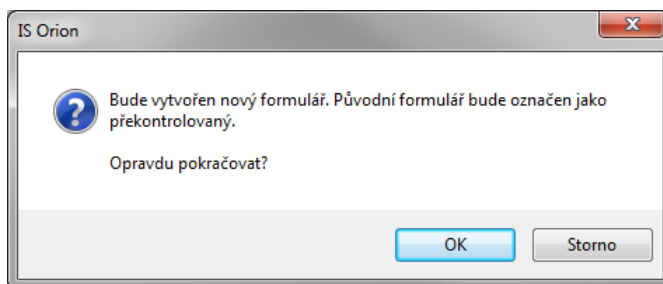 IS Orion
Bude vytvořen nový formulář. Původní formulář bude označen jako
překontrolovaný.
Opravdu pokračovat?
OK
Storno